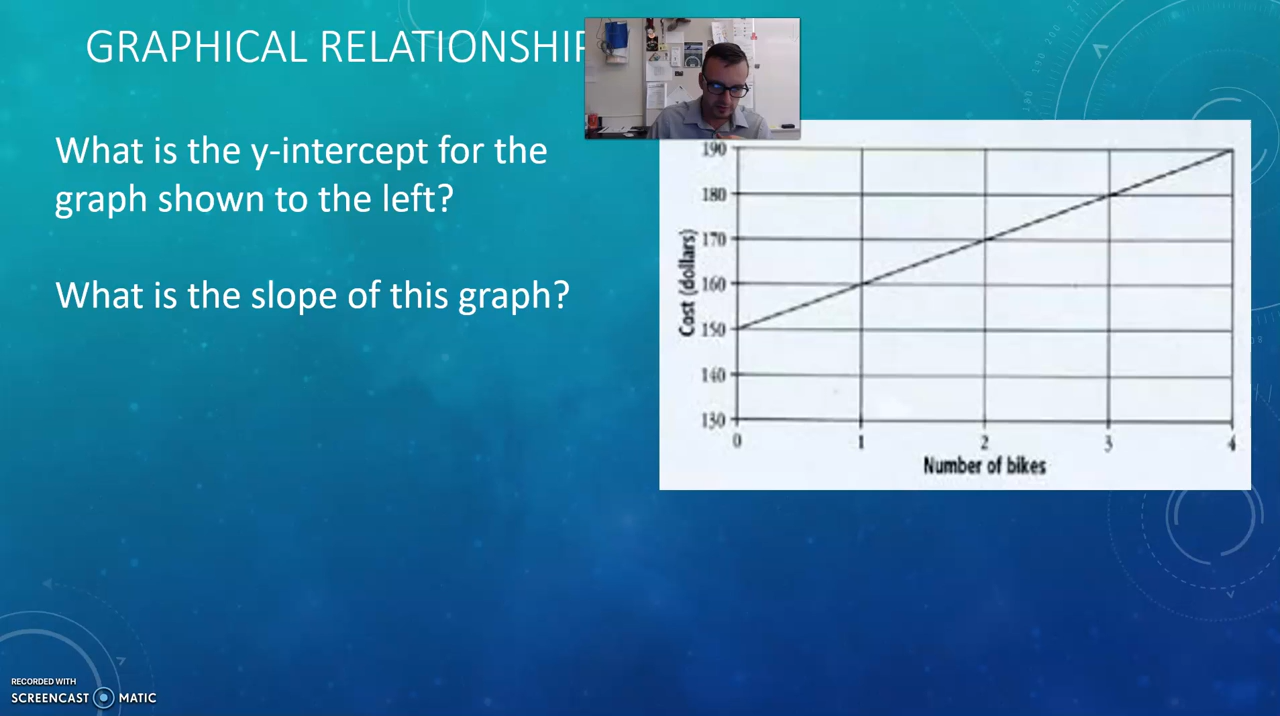 GRAPHICAL RELATIONSHIP
What is the y-intercept for the
graph shown to the left?
What is the slope of this graph?
190
180
170
160
150
140
130
Cost (dollars)
0 1 2 3 4
Number of bikes
RECORDED WITH
SCREENCAST MATIC